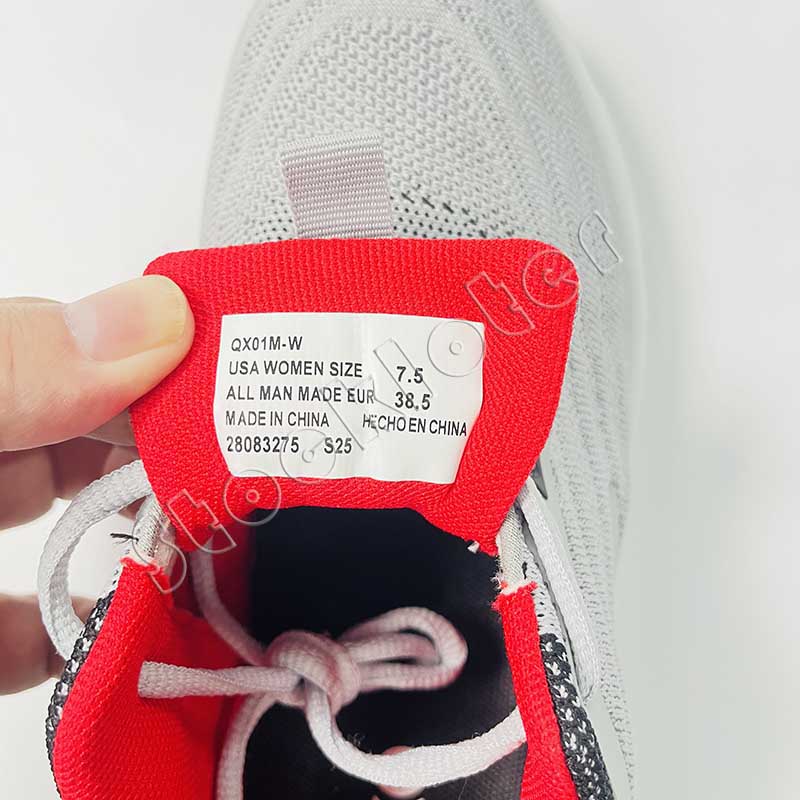 QX01M-W
USA WOMEN SIZE 7.5
ALL MAN MADE EUR 38.5
MADE IN CHINA HECHO EN CHINA
28083275 S25
stockloter